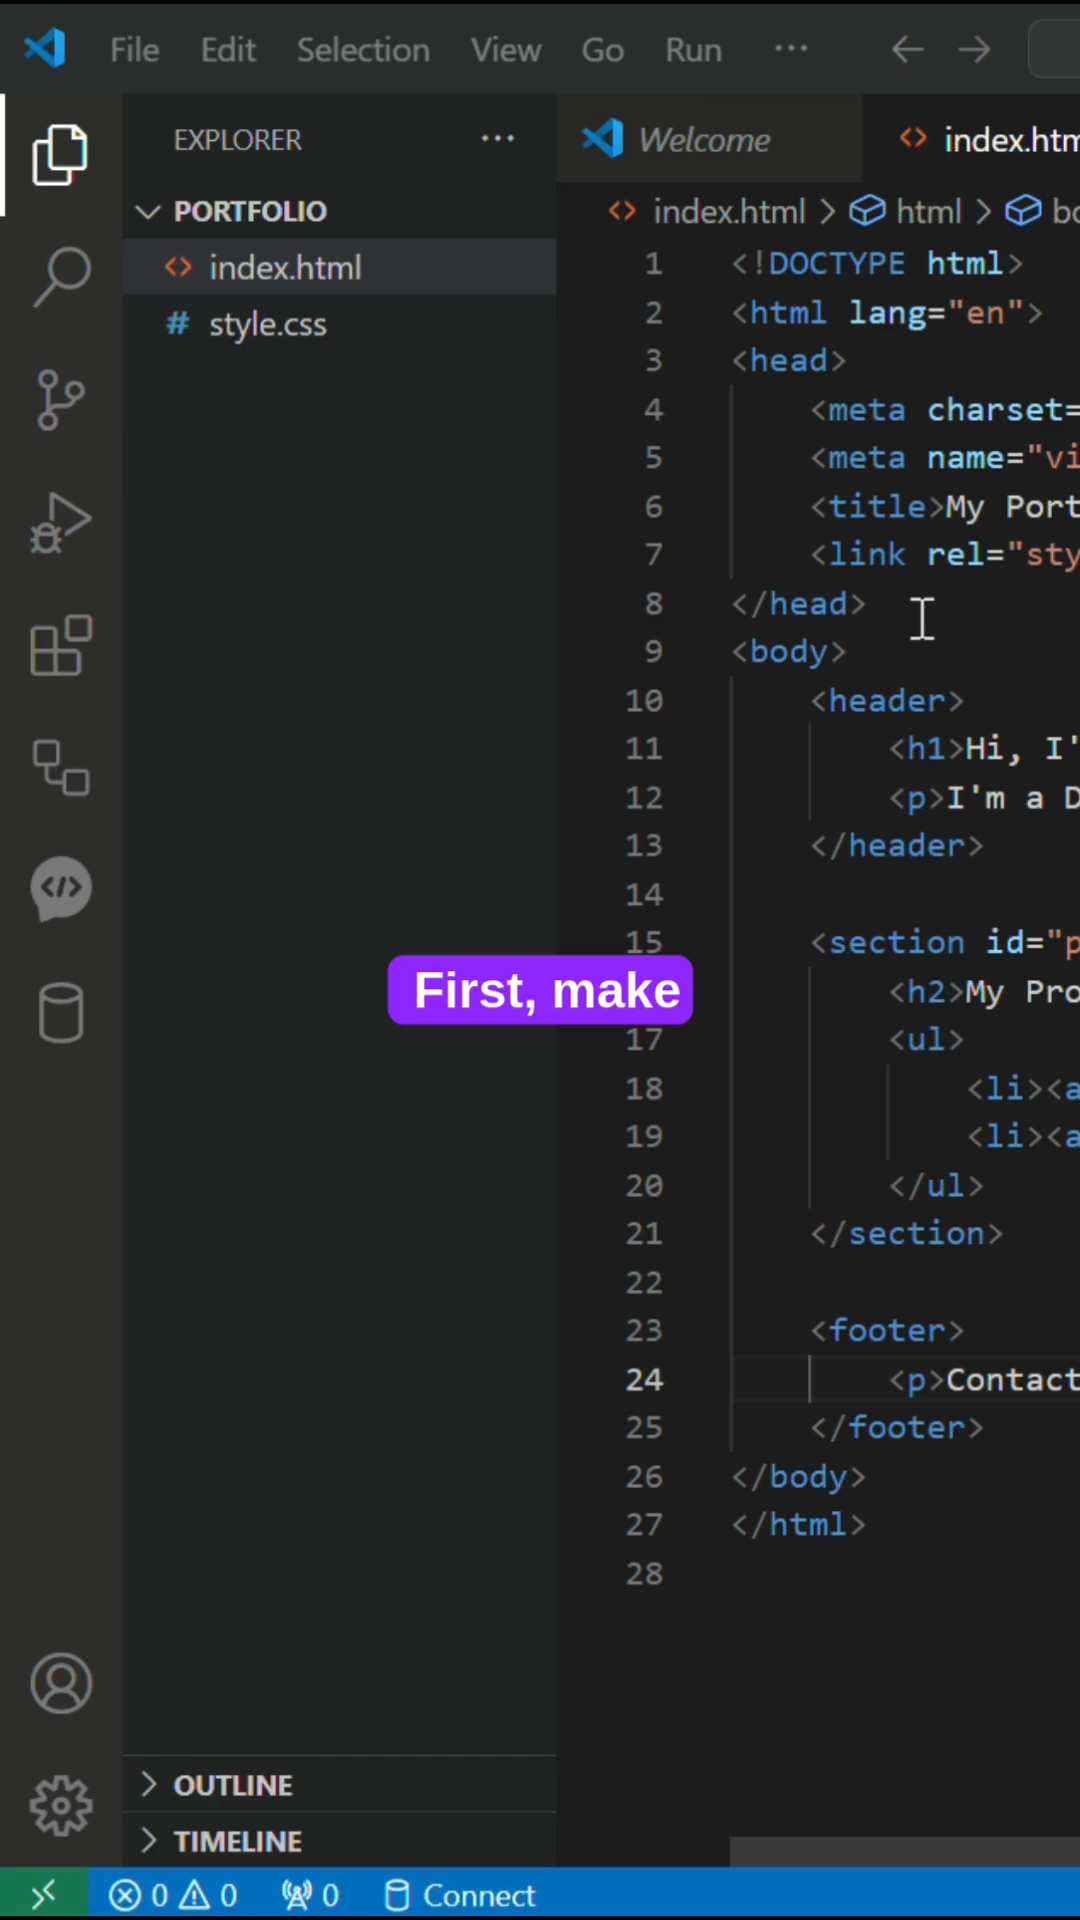 File Edit Selection View Go Run ...
EXPLORER ...
PORTFOLIO
index.html
# style.css
Welcome
<> index.htm
<> index.html > html > bo
1 <!DOCTYPE html>
2 <html lang="en">
3 <head>
4 <meta charset=
5 <meta name="vi
6 <title>My Port
7 <link rel="sty
8 </head>
9 <body>
10 <header>
11 <h1>Hi, I'
12 <p>I'm a D
13 </header>
14
15 <section id="p
<h2>My Pro
First, make
17 <ul>
18 <li><a
19 <li><a
20 </ul>
21 </section>
22
23 <footer>
24 <p>Contact
25 </footer>
26 </body>
27 </html>
28
OUTLINE
TIMELINE
0 0 0 Connect